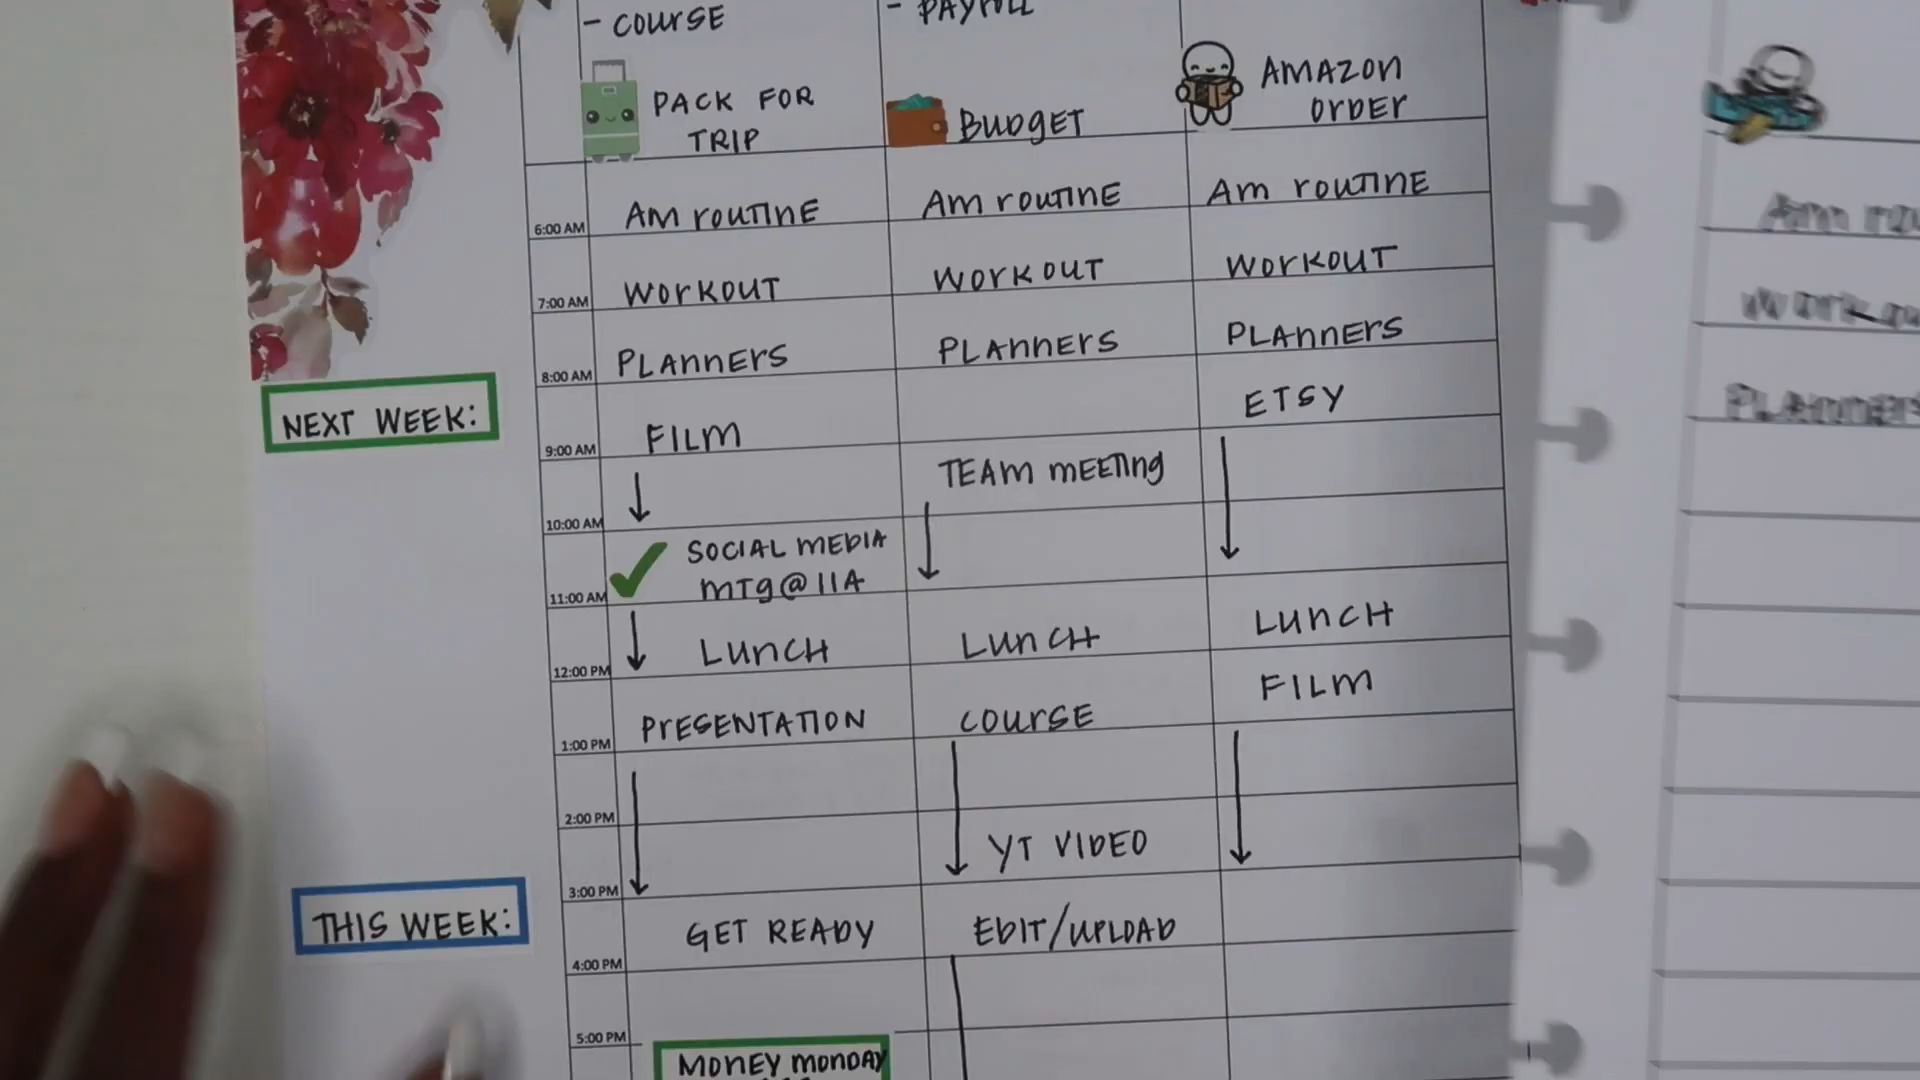 - COURSE
- PAYROLL
PACK FOR
TRIP
BUDGET
AMAZON
ORDER
6:00 AM
AM ROUTINE
AM ROUTINE
AM ROUTINE
7:00 AM
WORKOUT
WORKOUT
WORKOUT
8:00 AM
PLANNERS
PLANNERS
PLANNERS
PLANNERS
NEXT WEEK:
9:00 AM
FILM
ETSY
10:00 AM
TEAM MEETING
11:00 AM
SOCIAL MEDIA
MTG@11A
12:00 PM
LUNCH
LUNCH
LUNCH
1:00 PM
PRESENTATION
COURSE
FILM
2:00 PM
3:00 PM
YT VIDEO
THIS WEEK:
4:00 PM
GET READY
EDIT/UPLOAD
5:00 PM
MONEY MONDAY